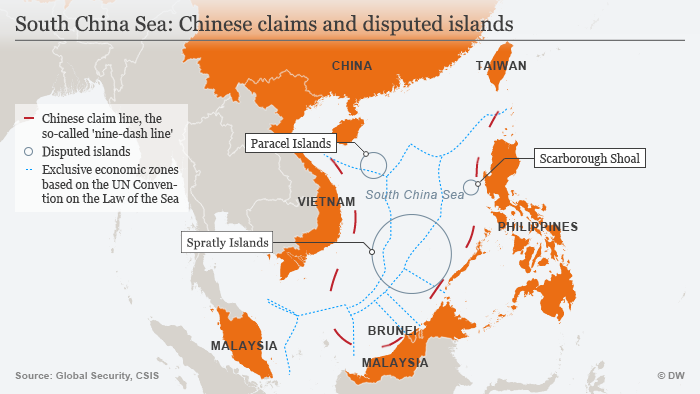 South China Sea: Chinese claims and disputed islands
CHINA
TAIWAN
Chinese claim line, the
so-called 'nine-dash line'
Disputed islands
Exclusive economic zones
based on the UN Conven-
tion on the Law of the Sea
Paracel Islands
Scarborough Shoal
South China Sea
VIETNAM
PHILIPPINES
Spratly Islands
BRUNEI
MALAYSIA
MALAYSIA
Source: Global Security, CSIS
© DW